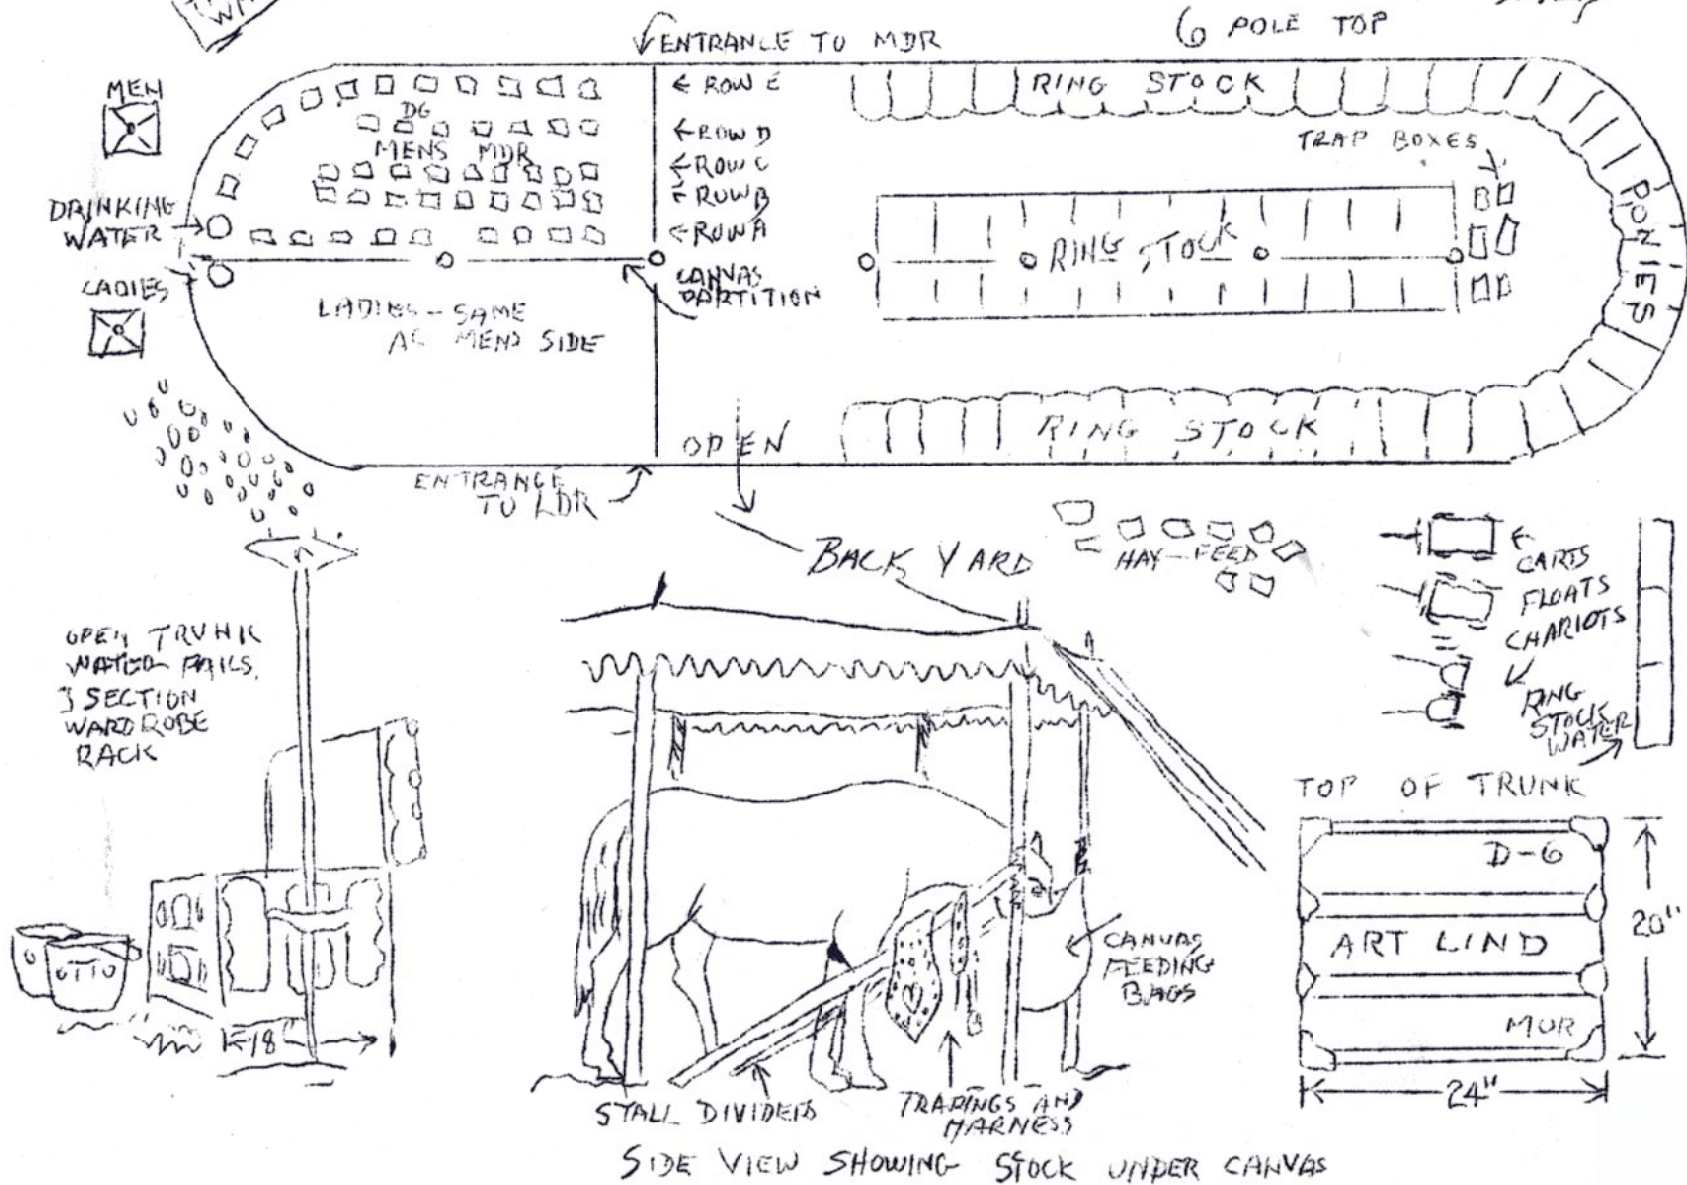 ENTRANCE TO MDR
6 POLE TOP
MEN
← ROW E
RING STOCK
D6
← ROW D
TRAP BOXES
MENS MDR
← ROW C
← ROW B
DRINKING
WATER
← ROW A
RING STOCK
PONIES
LADIES
CANVAS
PARTITION
LADIES - SAME
AS MENS SIDE
OPEN
RING STOCK
ENTRANCE
TO LDR
BACK YARD
HAY - FEED
CARTS
FLOATS
CHARIOTS
RING
STOCK
WATER
OPEN TRUNK
WATER PAILS,
3 SECTION
WARDROBE
RACK
TOP OF TRUNK
D-6
ART LIND
MDR
20"
24"
OTTO
18"
CANVAS
FEEDING
BAGS
STALL DIVIDERS
TRAPINGS AND
HARNESS
SIDE VIEW SHOWING STOCK UNDER CANVAS